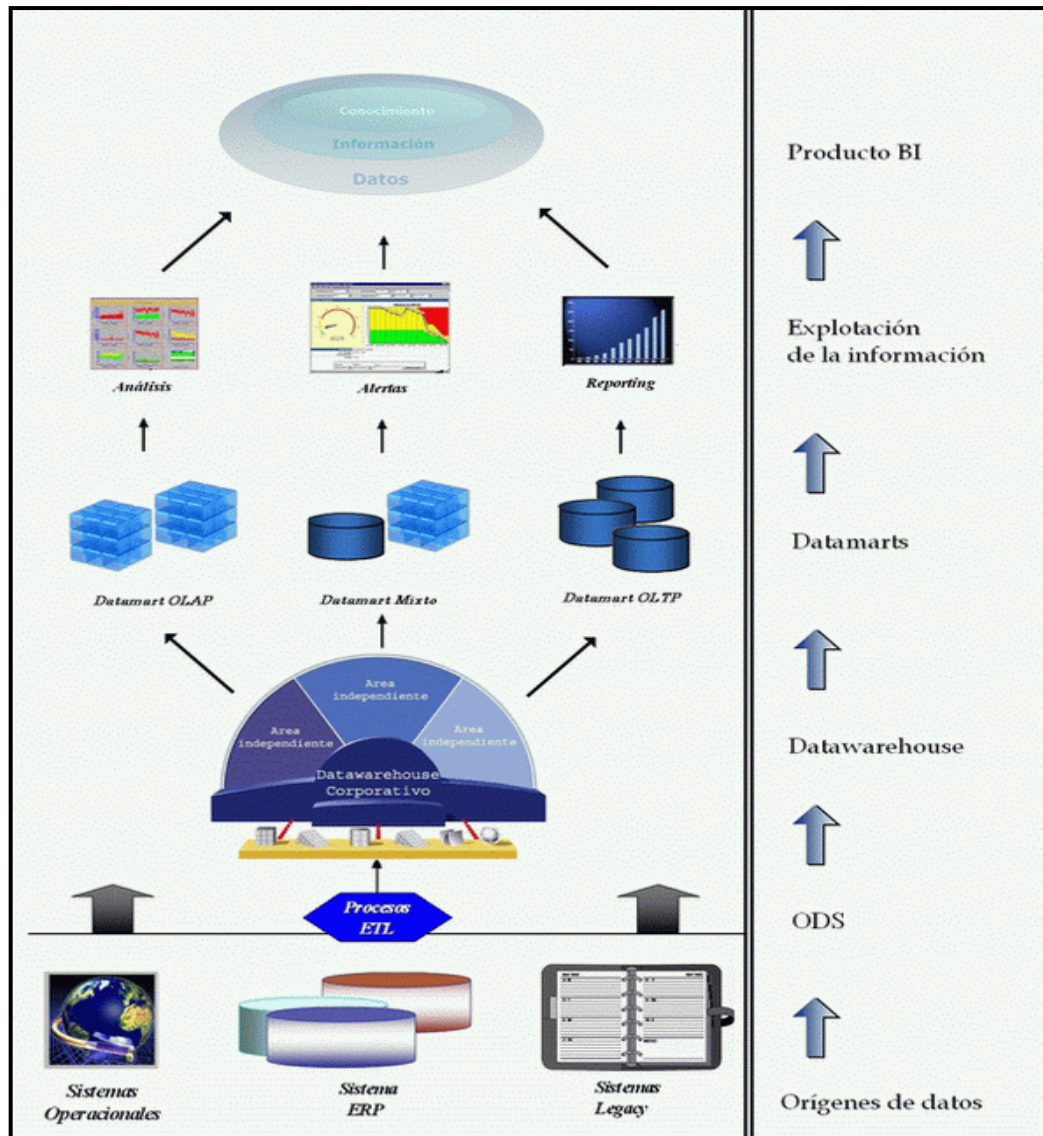 Conocimiento
Información
Datos
Producto BI
Análisis
Alertas
Reporting
Explotación
de la información
Datamart OLAP
Datamart Mixto
Datamart OLTP
Datamarts
Area
independiente
Area
independiente
Area
independiente
Datawarehouse
Corporativo
Datawarehouse
Procesos
ETL
ODS
Sistemas
Operacionales
Sistema
ERP
Sistemas
Legacy
Orígenes de datos